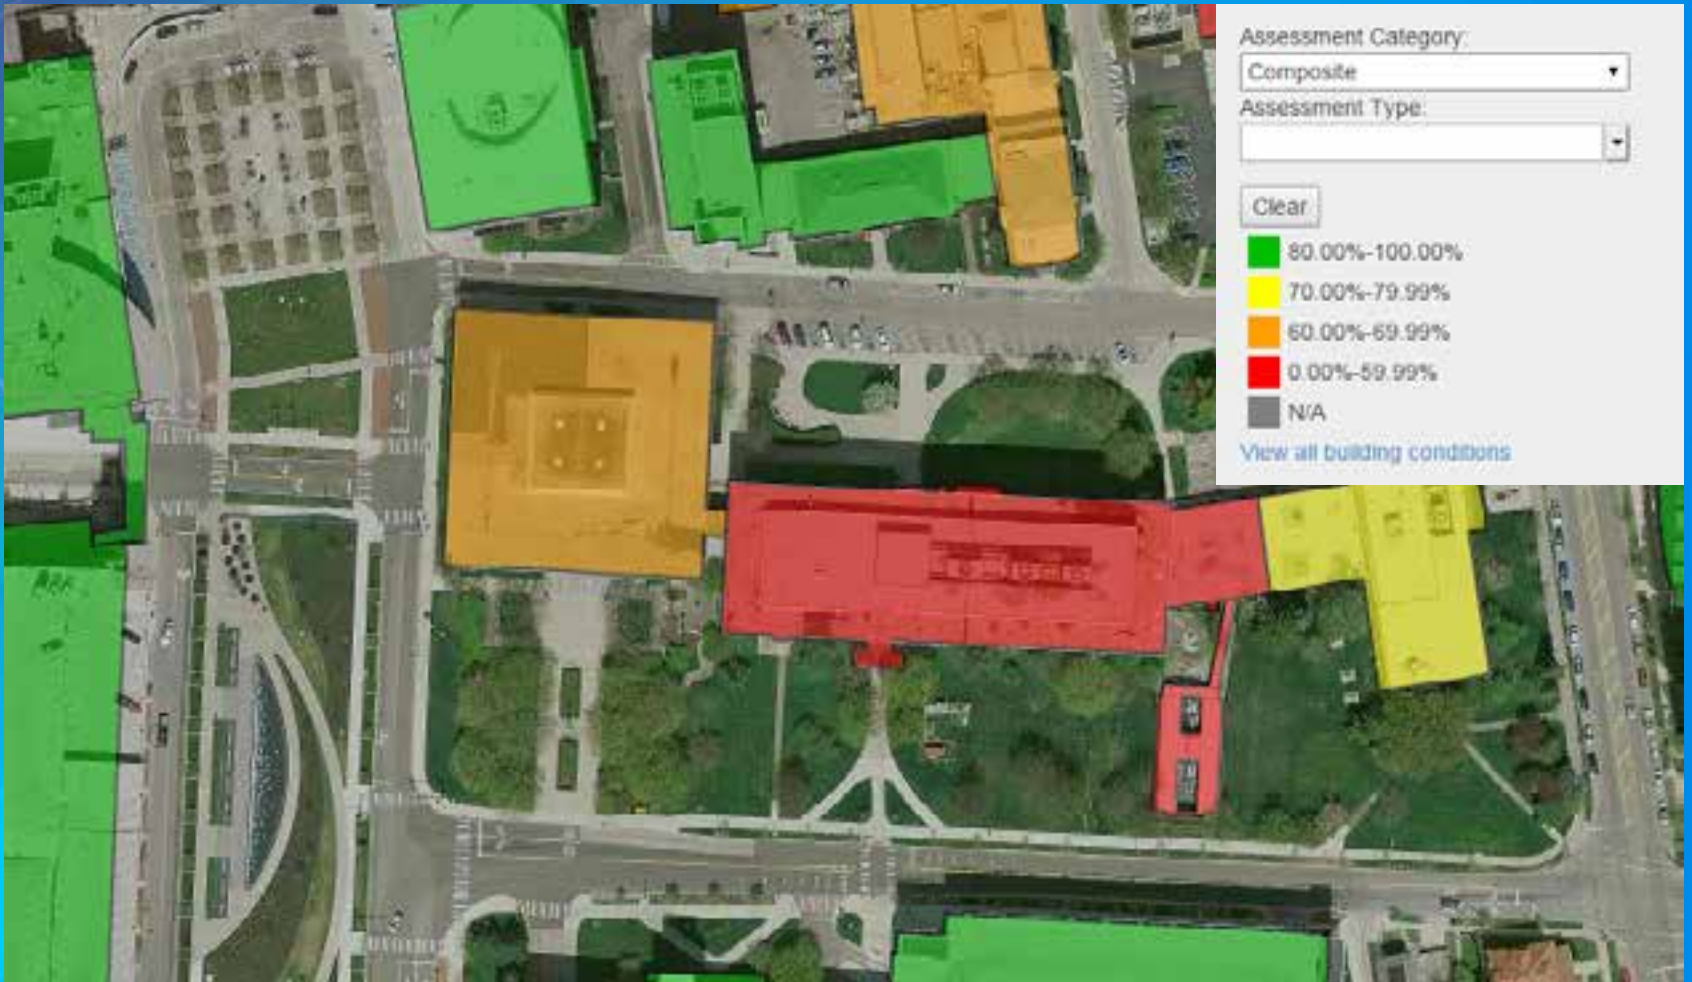 Assessment Category:
Composite
Assessment Type:
Clear
80.00%-100.00%
70.00%-79.99%
60.00%-69.99%
0.00%-59.99%
N/A
View all building conditions